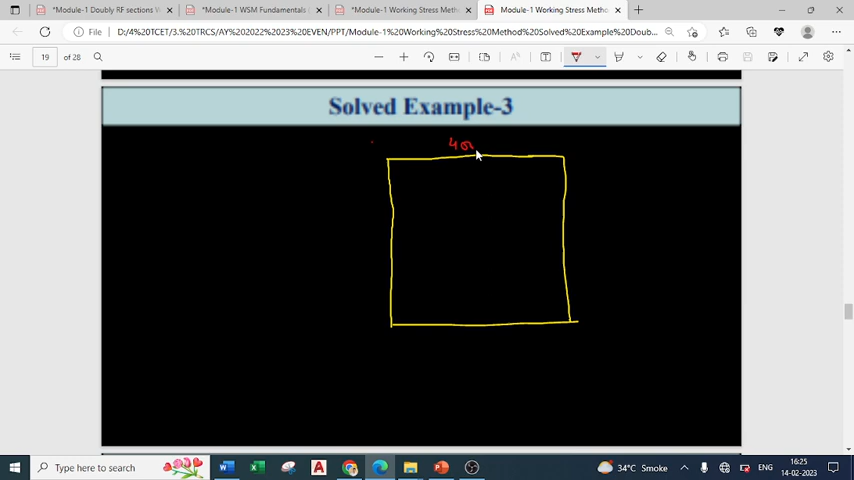 *Module-1 Doubly RF sections W
*Module-1 WSM Fundamentals
*Module-1 Working Stress Meth
Module-1 Working Stress Metho
File
D:/4%20TCET/3.%20TRCS/AY%202022%2023%20EVEN/PPT/Module-1%20Working%20Stress%20Method%20Solved%20Example%20Doub...
19 of 28
Solved Example-3
Type here to search
34°C Smoke
ENG
16:25
14-02-2023